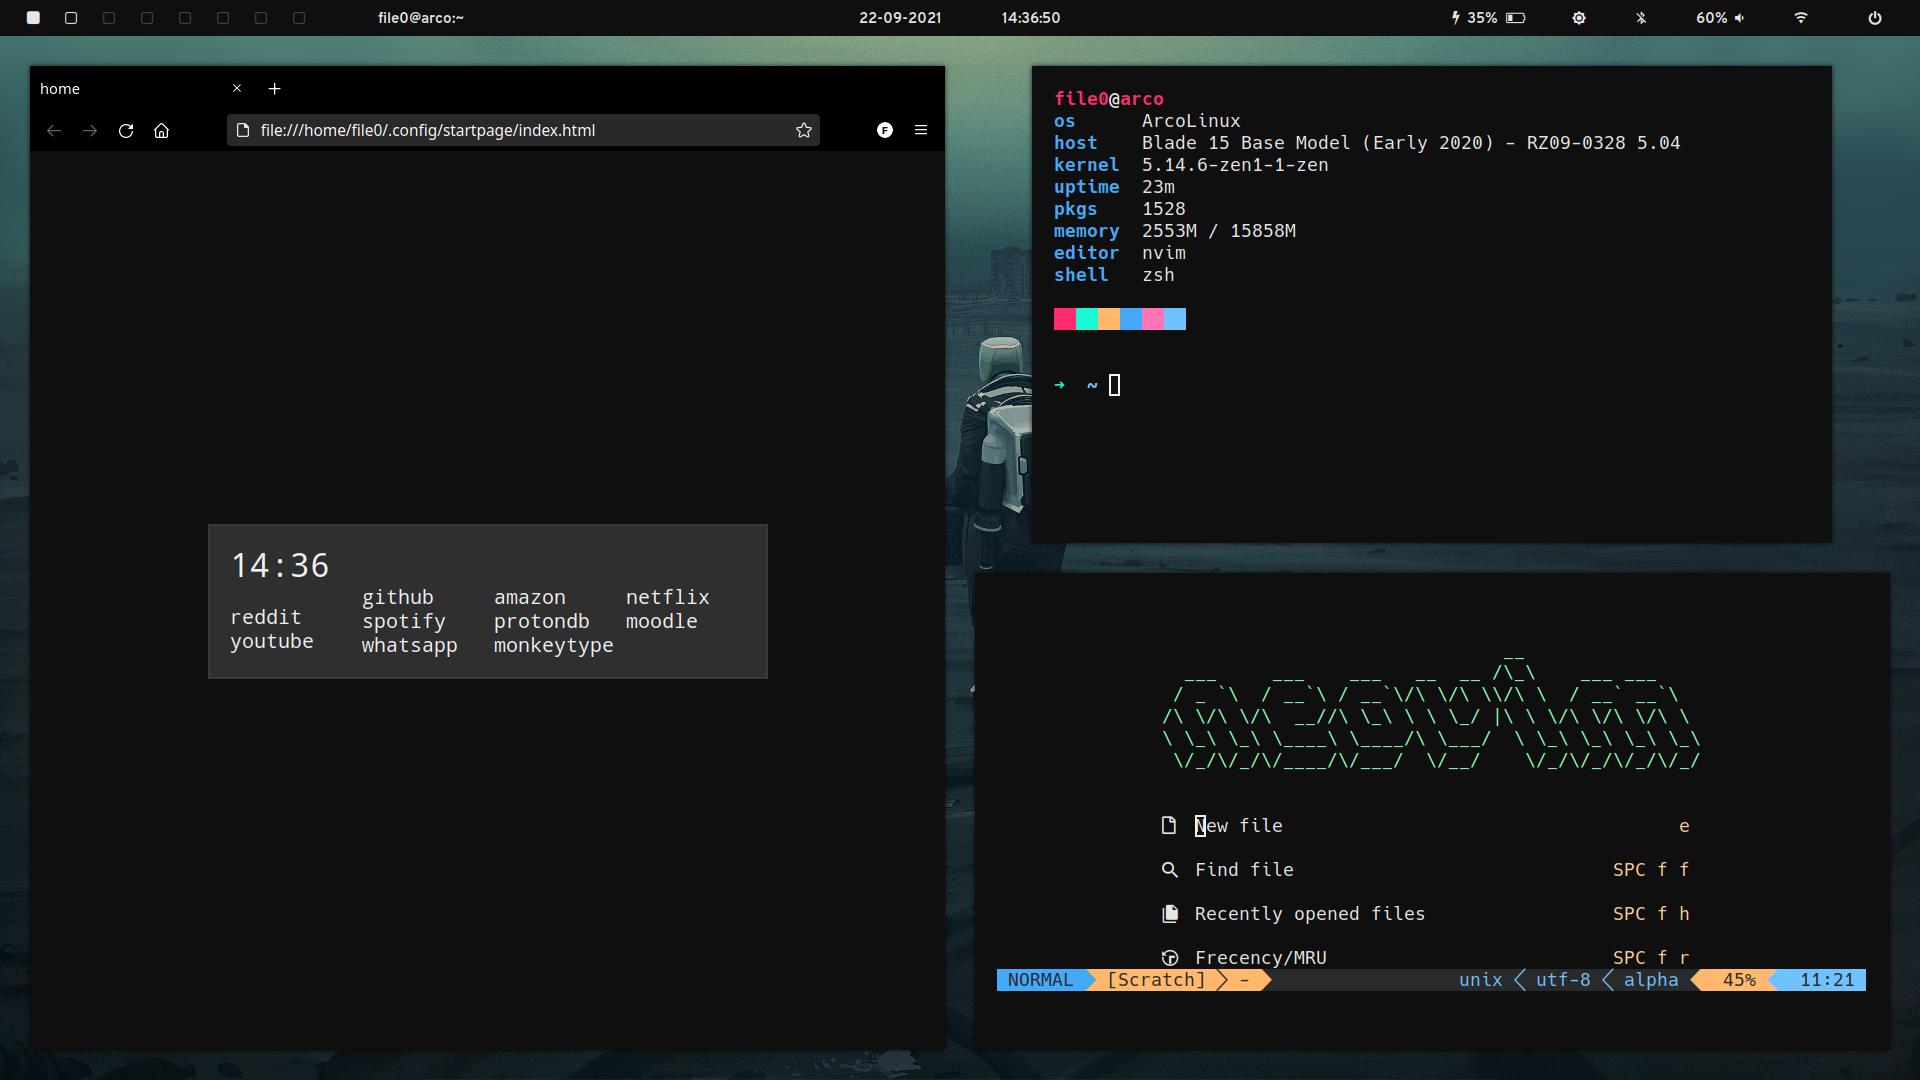 file0@arco:~
22-09-2021
14:36:50
35%
60%
home
file:///home/file0/.config/startpage/index.html
F
14:36
reddit
youtube
github
spotify
whatsapp
amazon
protondb
monkeytype
netflix
moodle
file0@arco
os ArcoLinux
host Blade 15 Base Model (Early 2020) - RZ09-0328 5.04
kernel 5.14.6-zen1-1-zen
uptime 23m
pkgs 1528
memory 2553M / 15858M
editor nvim
shell zsh
➜ ~
neovim
New file e
Find file SPC f f
Recently opened files SPC f h
Frecency/MRU SPC f r
NORMAL [Scratch] - unix utf-8 alpha 45% 11:21